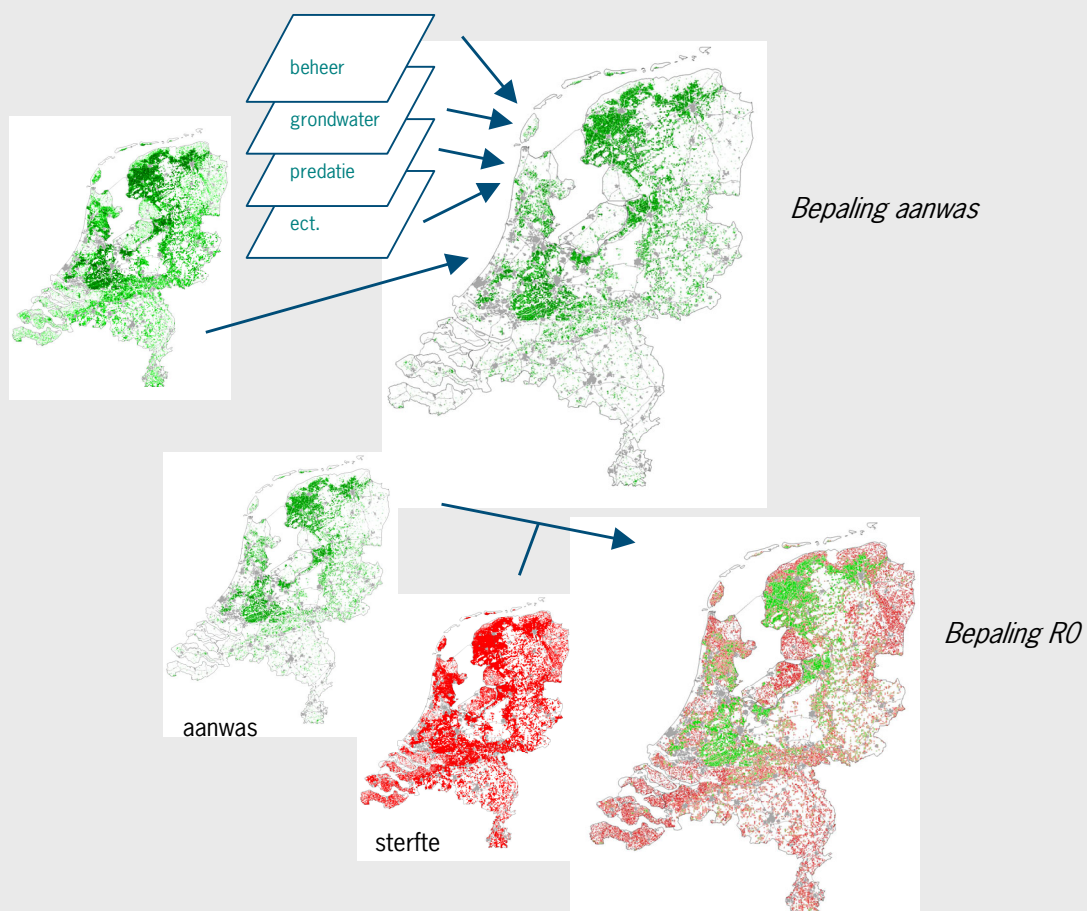 beheer
grondwater
predatie
ect.
Bepaling aanwas
aanwas
sterfte
Bepaling R0